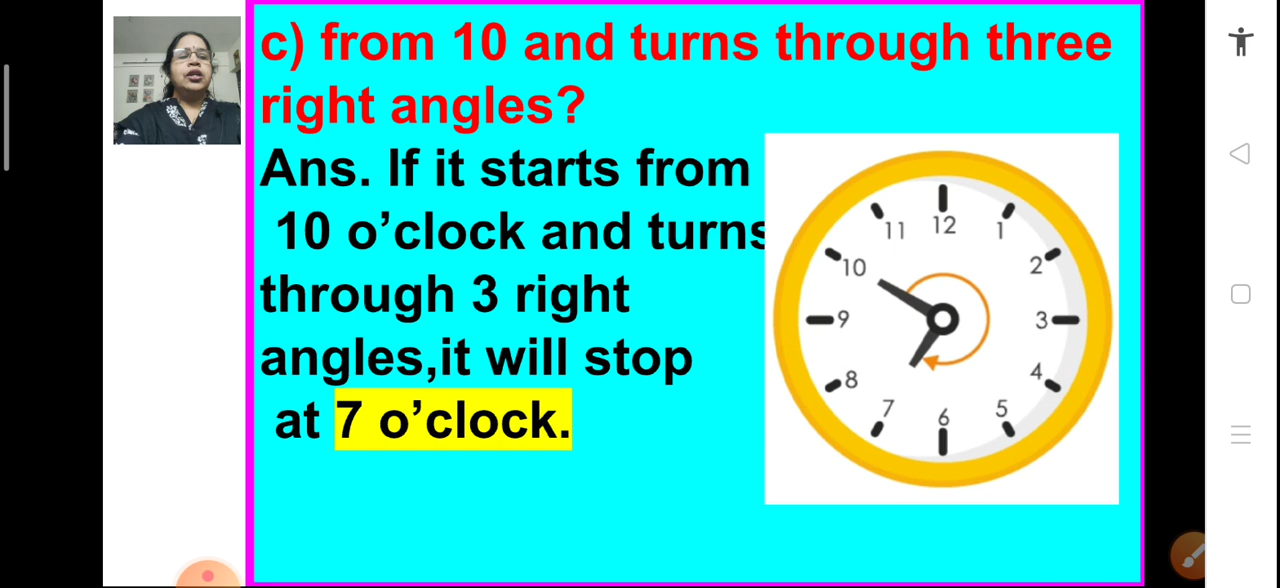 c) from 10 and turns through three
right angles?
Ans. If it starts from
10 o’clock and turns
through 3 right
angles,it will stop
at 7 o’clock.
12
1
2
3
4
5
6
7
8
9
10
11